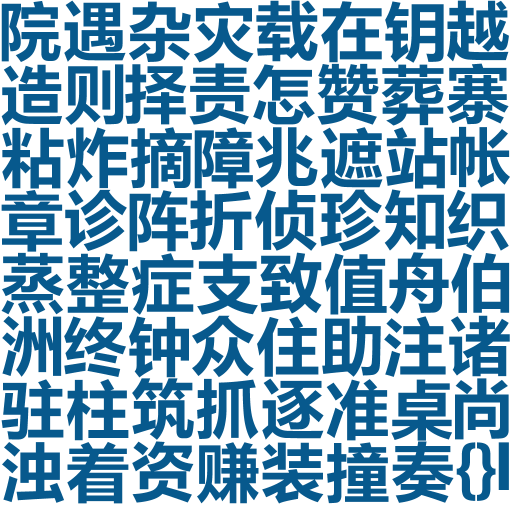 院遇杂灾载在钥越
造则择责怎赞葬寨
粘炸摘障兆遮站帐
章诊阵折侦珍知织
蒸整症支致值舟伯
洲终钟众住助注诸
驻柱筑抓逐准桌尚
浊着资赚装撞奏{}|